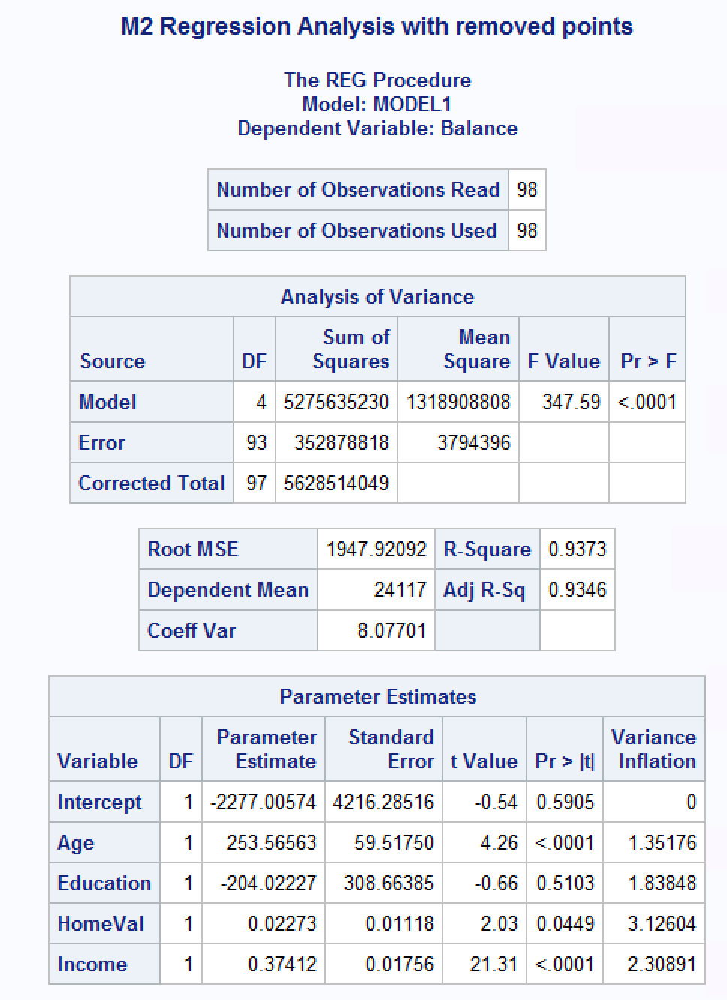 M2 Regression Analysis with removed points
The REG Procedure
Model: MODEL1
Dependent Variable: Balance
Number of Observations Read 98
Number of Observations Used 98
Analysis of Variance
Source DF Sum of Squares Mean Square F Value Pr > F
Model 4 5275635230 1318908808 347.59 <.0001
Error 93 352878818 3794396
Corrected Total 97 5628514049
Root MSE 1947.92092 R-Square 0.9373
Dependent Mean 24117 Adj R-Sq 0.9346
Coeff Var 8.07701
Parameter Estimates
Variable DF Parameter Estimate Standard Error t Value Pr > |t| Variance Inflation
Intercept 1 -2277.00574 4216.28516 -0.54 0.5905 0
Age 1 253.56563 59.51750 4.26 <.0001 1.35176
Education 1 -204.02227 308.66385 -0.66 0.5103 1.83848
HomeVal 1 0.02273 0.01118 2.03 0.0449 3.12604
Income 1 0.37412 0.01756 21.31 <.0001 2.30891